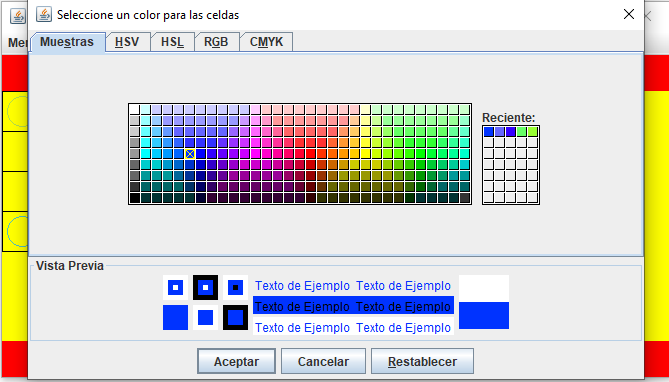 Seleccione un color para las celdas
Muestras HSV HSL RGB CMYK
Reciente:
Vista Previa
Texto de Ejemplo Texto de Ejemplo
Texto de Ejemplo Texto de Ejemplo
Texto de Ejemplo Texto de Ejemplo
Aceptar Cancelar Restablecer